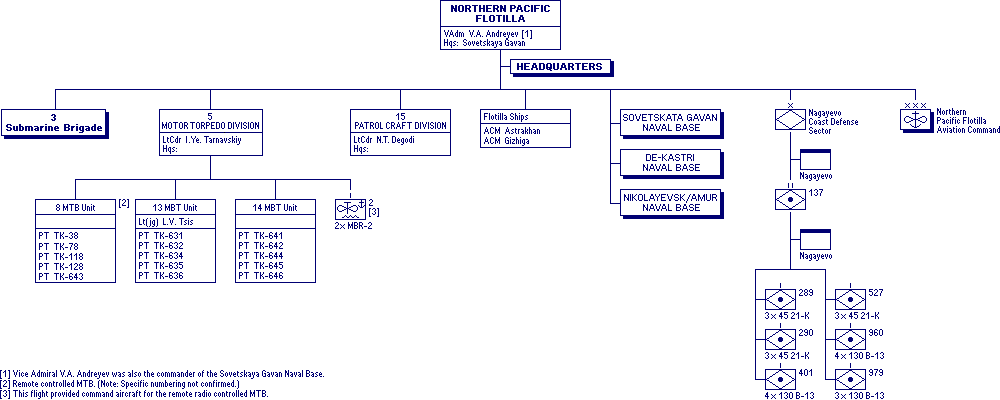 NORTHERN PACIFIC
FLOTILLA
VAdm V.A. Andreyev [1]
Hqs: Sovetskaya Gavan
HEADQUARTERS
3
Submarine Brigade
5
MOTOR TORPEDO DIVISION
LtCdr I.Ye. Tarnavskiy
Hqs:
15
PATROL CRAFT DIVISION
LtCdr N.T. Degodi
Hqs:
Flotilla Ships
ACM Astrakhan
ACM Gizhiga
SOVETSKATA GAVAN
NAVAL BASE
DE-KASTRI
NAVAL BASE
NIKOLAYEVSK/AMUR
NAVAL BASE
Nagayevo
Coast Defense
Sector
Northern
Pacific Flotilla
Aviation Command
Nagayevo
137
Nagayevo
8 MTB Unit
[2]
PT TK-38
PT TK-78
PT TK-118
PT TK-128
PT TK-643
13 MBT Unit
Lt(jg) L.V. Tsis
PT TK-631
PT TK-632
PT TK-634
PT TK-635
PT TK-636
14 MBT Unit
PT TK-641
PT TK-642
PT TK-644
PT TK-645
PT TK-646
2
[3]
2x MBR-2
289
3 x 45 21-K
527
3 x 45 21-K
290
3 x 45 21-K
960
4 x 130 B-13
401
4 x 130 B-13
979
3 x 130 B-13
[1] Vice Admiral V.A. Andreyev was also the commander of the Sovetskaya Gavan Naval Base.
[2] Remote controlled MTB. (Note: Specific numbering not confirmed.)
[3] This flight provided command aircraft for the remote radio controlled MTB.